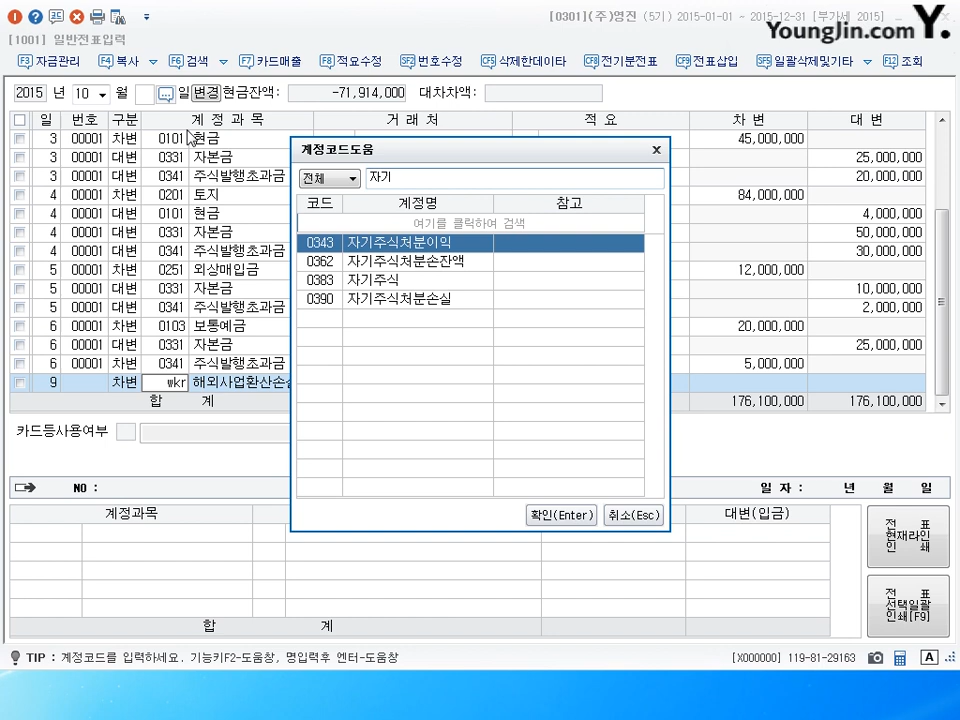 [0301](주)영진 (5기) 2015-01-01 ~ 2015-12-31 [부가세 2015]
YoungJin.com Y.
[1001] 일반전표입력
F3 자금관리 F4 복사 F6 검색 F7 카드매출 F8 적요수정 SF2 번호수정 CF5 삭제한데이타 CF8 전기분전표 CF9 전표삽입 SF5 일괄삭제및기타 F12 조회
2015 년 10 월 일 변경 현금잔액: -71,914,000 대차차액:
일 번호 구분 계 정 과 목 거 래 처 적 요 차 변 대 변
3 00001 차변 0101 현금 45,000,000
3 00001 대변 0331 자본금 25,000,000
3 00001 대변 0341 주식발행초과금 20,000,000
4 00001 차변 0201 토지 84,000,000
4 00001 대변 0101 현금 4,000,000
4 00001 대변 0331 자본금 50,000,000
4 00001 대변 0341 주식발행초과금 30,000,000
5 00001 차변 0251 외상매입금 12,000,000
5 00001 대변 0331 자본금 10,000,000
5 00001 대변 0341 주식발행초과금 2,000,000
6 00001 차변 0103 보통예금 20,000,000
6 00001 대변 0331 자본금 25,000,000
6 00001 차변 0341 주식발행초과금 5,000,000
9 차변 wkr 해외사업환산손
합 계 176,100,000 176,100,000
계정코드도움
전체 자기
코드 계정명 참고
여기를 클릭하여 검색
0343 자기주식처분이익
0362 자기주식처분손잔액
0383 자기주식
0390 자기주식처분손실
확인(Enter) 취소(Esc)
카드등사용여부
NO : 일 자 : 년 월 일
계정과목 대변(입금)
합 계
전 표
현재라인
인 쇄
전 표
선택일괄
인쇄[F9]
TIP : 계정코드를 입력하세요. 기능키F2-도움창, 명입력후 엔터-도움창
[X000000] 119-81-29163 A